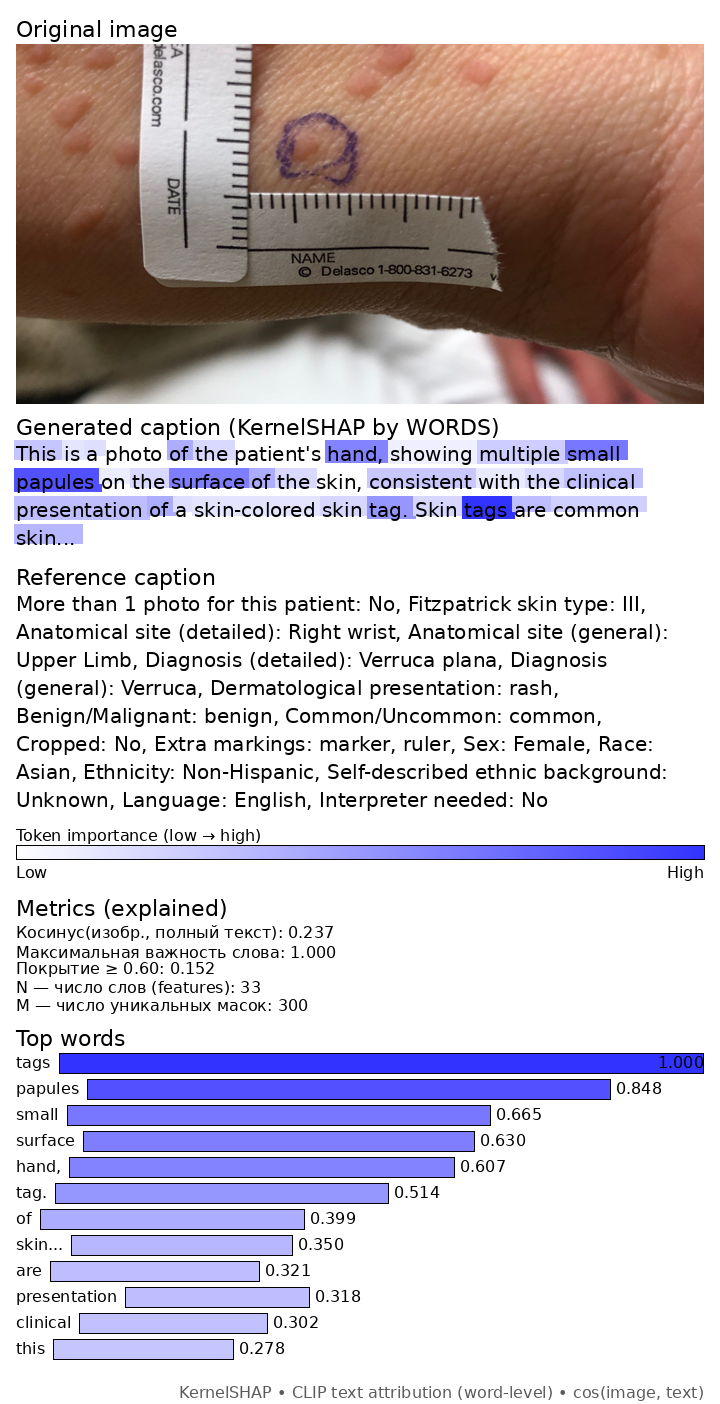 Original image
SA
delasco.com
DATE
NAME
© Delasco 1-800-831-6273
Generated caption (KernelSHAP by WORDS)
This is a photo of the patient's hand, showing multiple small
papules on the surface of the skin, consistent with the clinical
presentation of a skin-colored skin tag. Skin tags are common
skin...
Reference caption
More than 1 photo for this patient: No, Fitzpatrick skin type: III,
Anatomical site (detailed): Right wrist, Anatomical site (general):
Upper Limb, Diagnosis (detailed): Verruca plana, Diagnosis
(general): Verruca, Dermatological presentation: rash,
Benign/Malignant: benign, Common/Uncommon: common,
Cropped: No, Extra markings: marker, ruler, Sex: Female, Race:
Asian, Ethnicity: Non-Hispanic, Self-described ethnic background:
Unknown, Language: English, Interpreter needed: No
Token importance (low → high)
Low High
Metrics (explained)
Косинус(изобр., полный текст): 0.237
Максимальная важность слова: 1.000
Покрытие ≥ 0.60: 0.152
N — число слов (features): 33
M — число уникальных масок: 300
Top words
tags 1.000
papules 0.848
small 0.665
surface 0.630
hand, 0.607
tag. 0.514
of 0.399
skin... 0.350
are 0.321
presentation 0.318
clinical 0.302
this 0.278
KernelSHAP • CLIP text attribution (word-level) • cos(image, text)